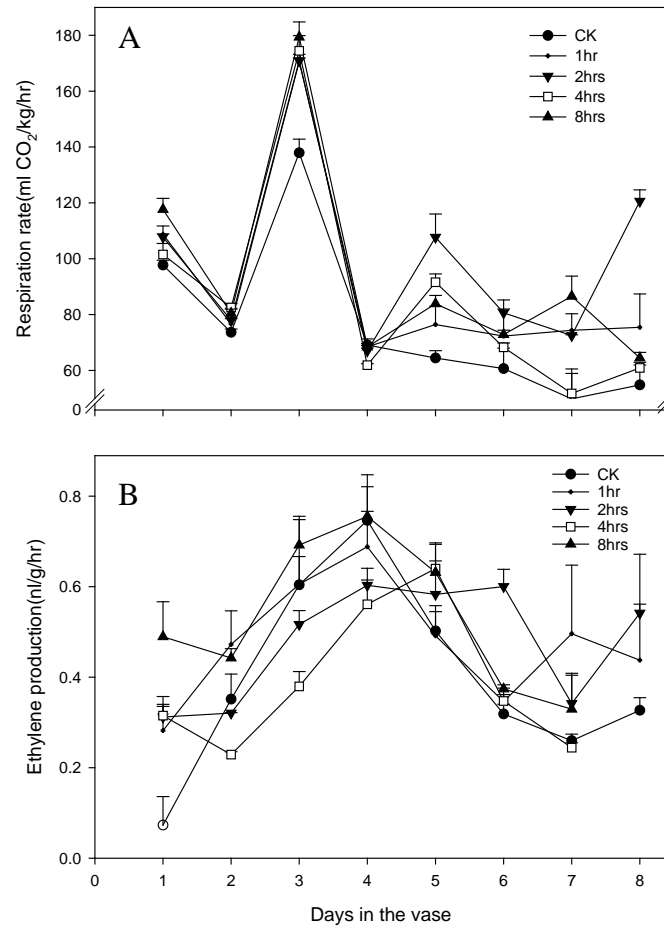 A
CK
1hr
2hrs
4hrs
8hrs
Respiration rate(ml CO₂/kg/hr)
180
160
140
120
100
80
60
0
B
CK
1hr
2hrs
4hrs
8hrs
Ethylene production(nl/g/hr)
0.8
0.6
0.4
0.2
0.0
0 1 2 3 4 5 6 7 8
Days in the vase